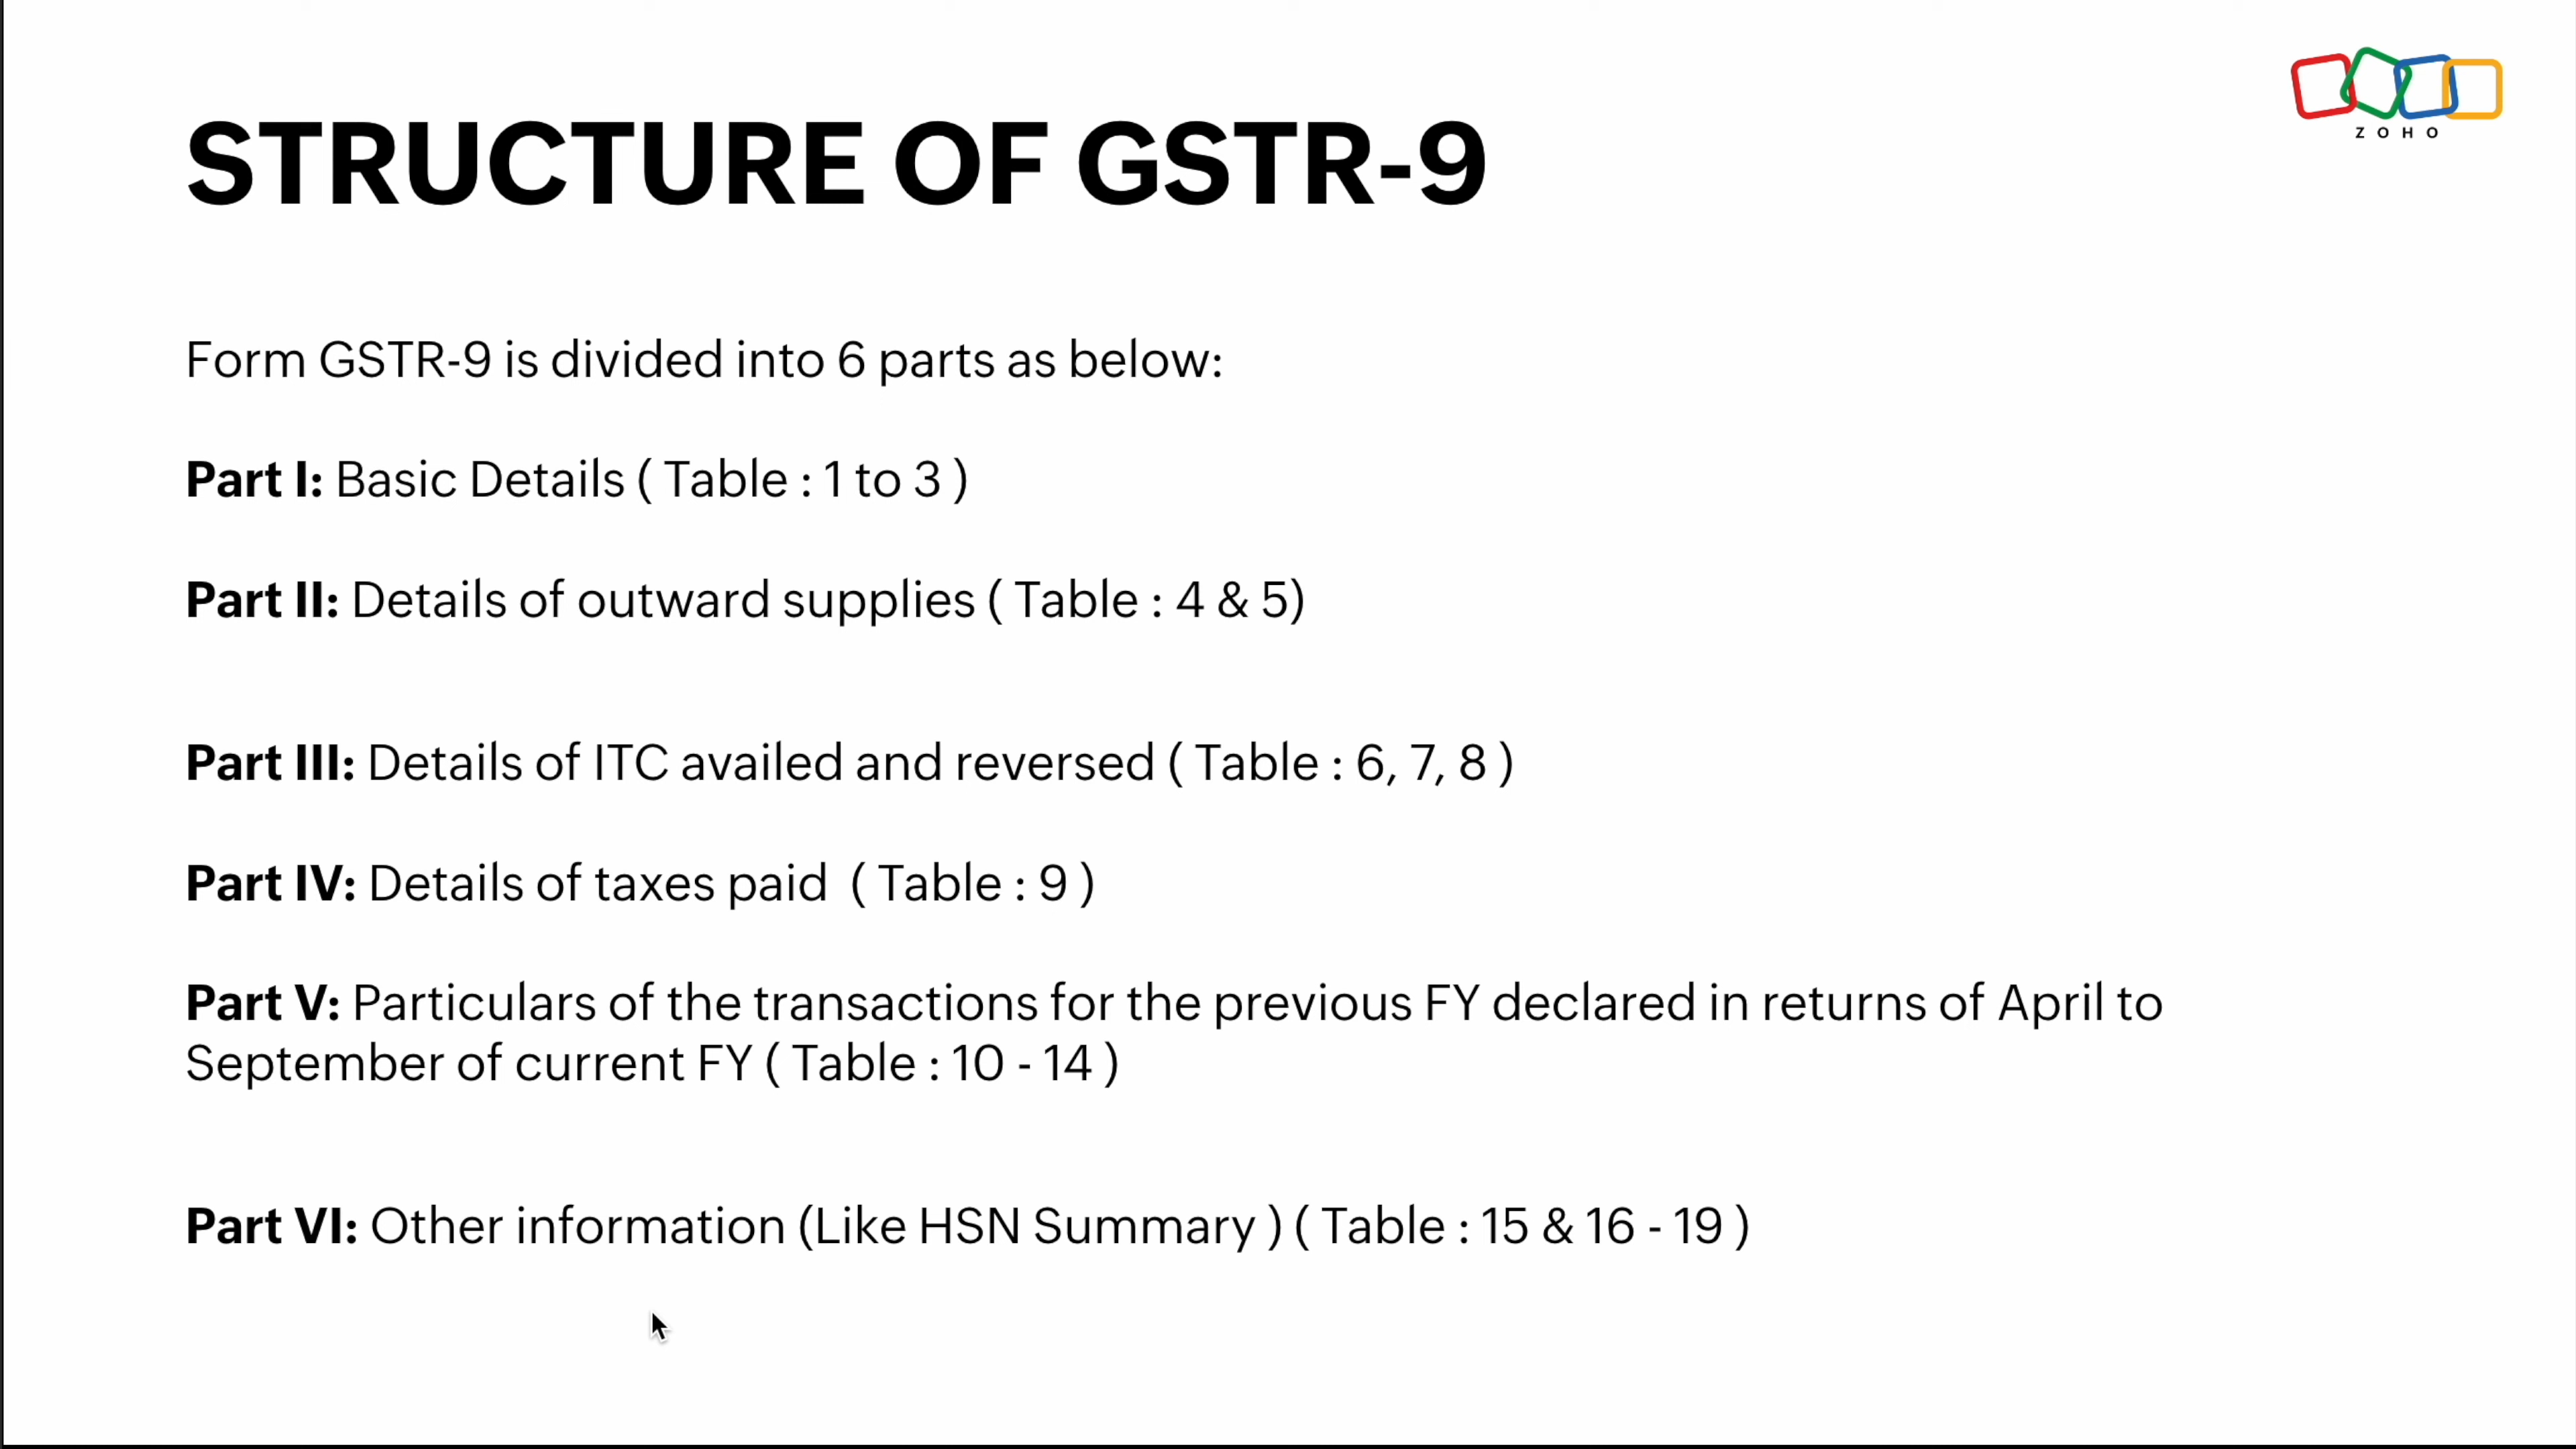 ZOHO
STRUCTURE OF GSTR-9
Form GSTR-9 is divided into 6 parts as below:
Part I: Basic Details ( Table : 1 to 3 )
Part II: Details of outward supplies ( Table : 4 & 5)
Part III: Details of ITC availed and reversed ( Table : 6, 7, 8 )
Part IV: Details of taxes paid ( Table : 9 )
Part V: Particulars of the transactions for the previous FY declared in returns of April to
September of current FY ( Table : 10 - 14 )
Part VI: Other information (Like HSN Summary ) ( Table : 15 & 16 - 19 )